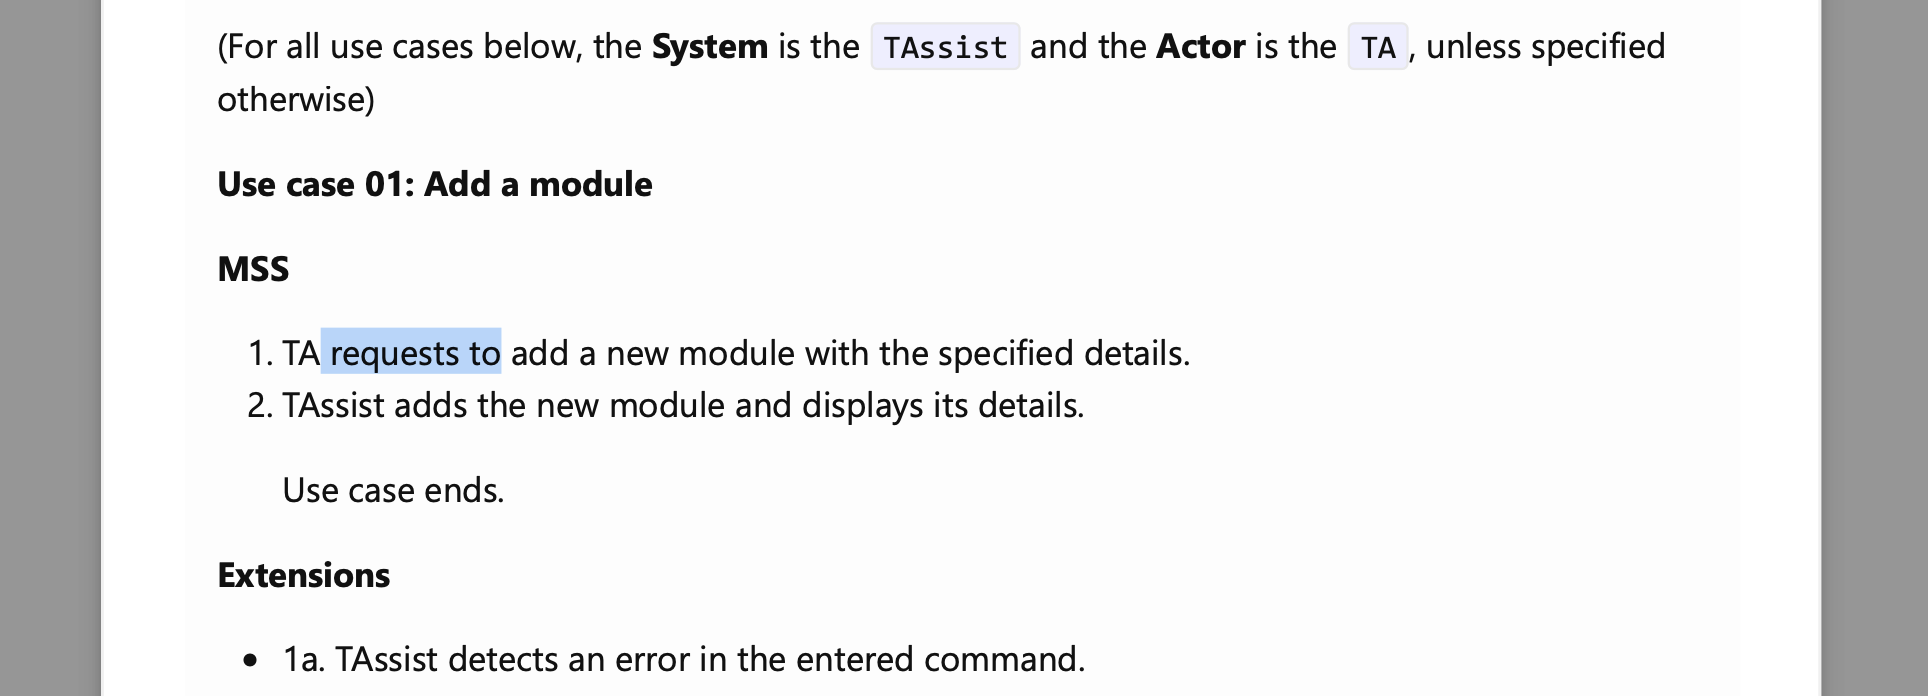 (For all use cases below, the System is the TAssist and the Actor is the TA, unless specified
otherwise)
Use case 01: Add a module
MSS
1. TA requests to add a new module with the specified details.
2. TAssist adds the new module and displays its details.
Use case ends.
Extensions
• 1a. TAssist detects an error in the entered command.